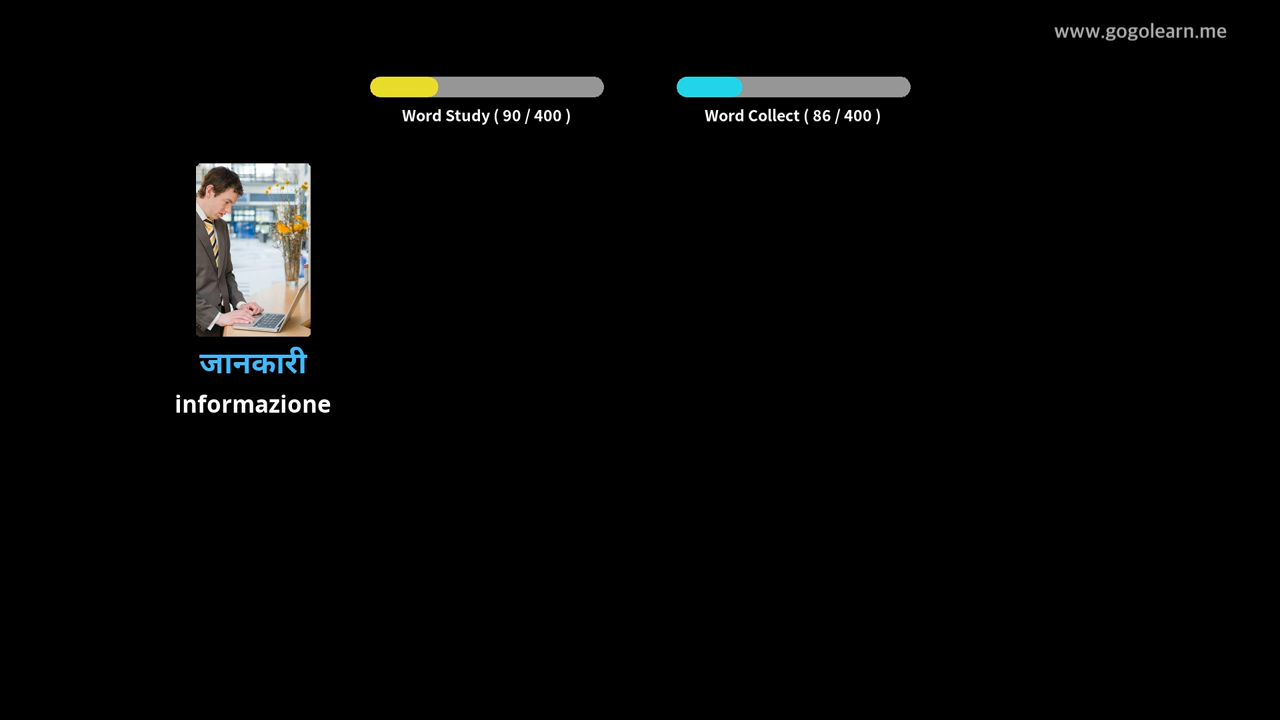 www.gogolearn.me
Word Study ( 90 / 400 )
Word Collect ( 86 / 400 )
जानकारी
informazione